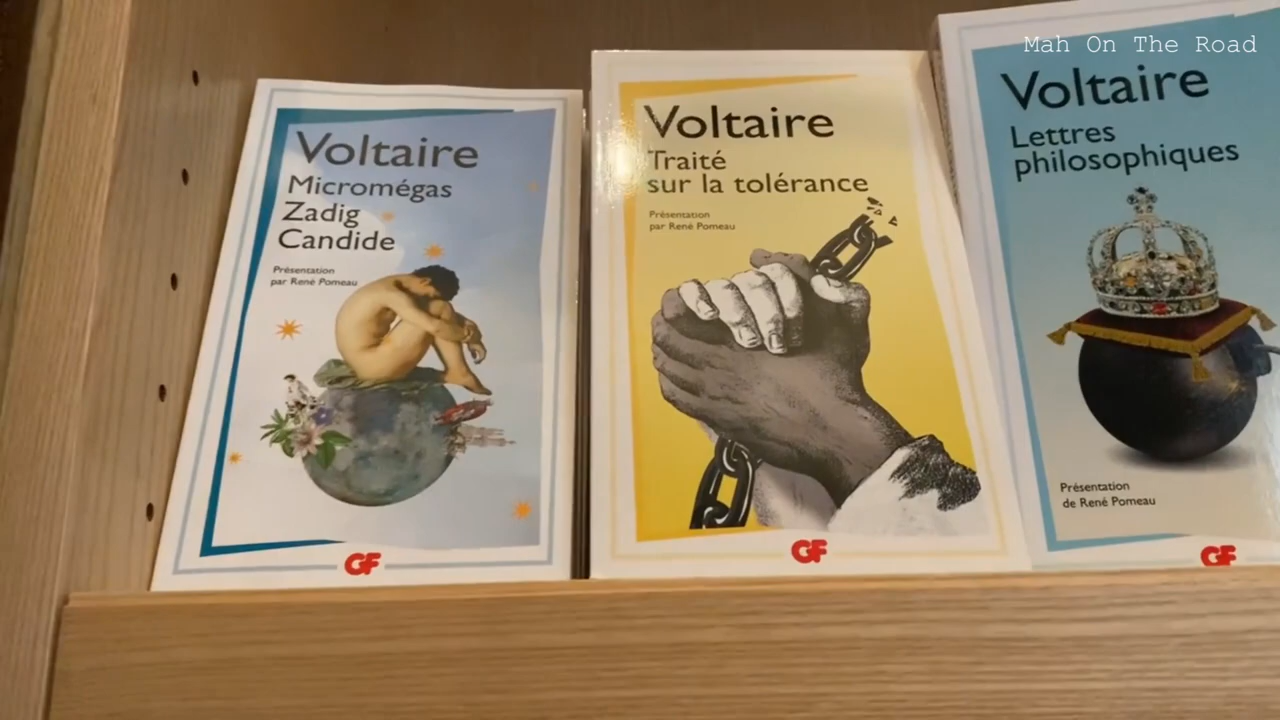 Mah On The Road
Voltaire
Micromégas
Zadig
Candide
Présentation
par René Pomeau
GF
Voltaire
Traité
sur la tolérance
Présentation
par René Pomeau
GF
Voltaire
Lettres
philosophiques
Présentation
de René Pomeau
GF